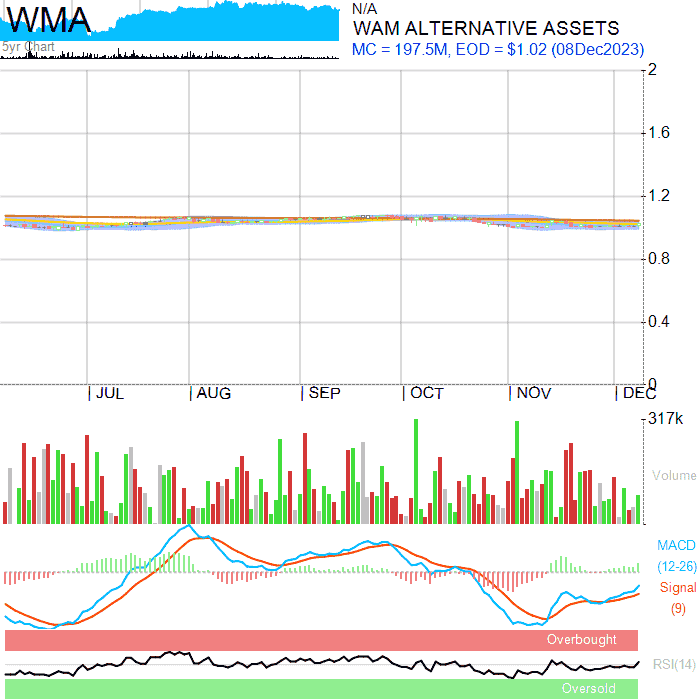 WMA
5yr Chart
N/A
WAM ALTERNATIVE ASSETS
MC = 197.5M, EOD = $1.02 (08Dec2023)
2
1.6
1.2
0.8
0.4
0
JUL AUG SEP OCT NOV DEC
317k
Volume
MACD
(12-26)
Signal
(9)
Overbought
RSI(14)
Oversold